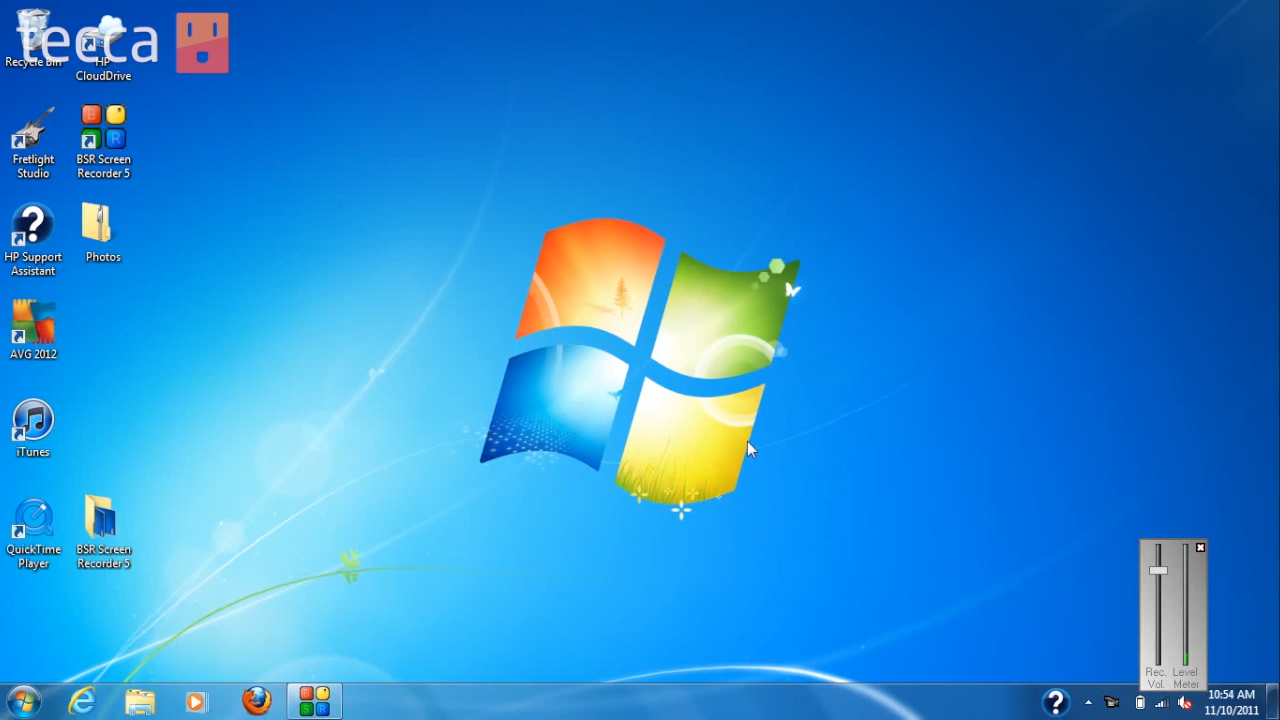 tecca
Recycle Bin
HP
CloudDrive
Fretlight
Studio
BSR Screen
Recorder 5
HP Support
Assistant
Photos
AVG 2012
iTunes
QuickTime
Player
BSR Screen
Recorder 5
Rec. Level
Vol. Meter
10:54 AM
11/10/2011